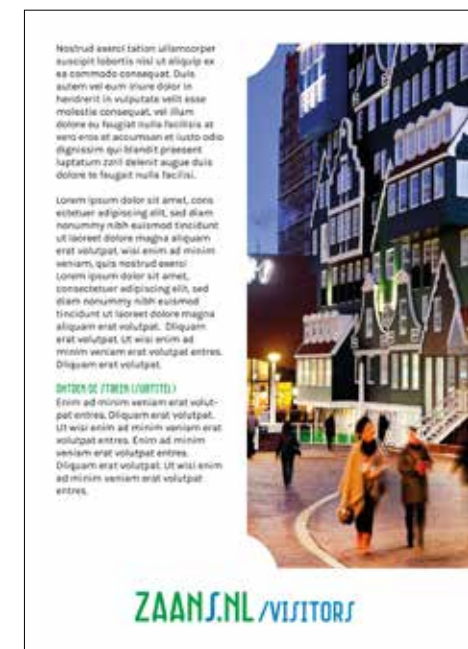 Nostrud exerci tation ullamcorper
suscipit lobortis nisl ut aliquip ex
ea commodo consequat. Duis
autem vel eum iriure dolor in
hendrerit in vulputate velit esse
molestie consequat, vel illum
dolore eu feugiat nulla facilisis at
vero eros et accumsan et iusto odio
dignissim qui blandit praesent
luptatum zzril delenit augue duis
dolore te feugait nulla facilisi.
Lorem ipsum dolor sit amet, cons
ectetuer adipiscing elit, sed diam
nonummy nibh euismod tincidunt
ut laoreet dolore magna aliquam
erat volutpat, wisi enim ad minim
veniam, quis nostrud exerci
Lorem ipsum dolor sit amet,
consectetuer adipiscing elit, sed
diam nonummy nibh euismod
tincidunt ut laoreet dolore magna
aliquam erat volutpat. Oliquam
erat volutpat. Ut wisi enim ad
minim veniam erat volutpat entres.
Oliquam erat volutpat.
ONTDEK DE STREEK (SUBTITEL)
Enim ad minim veniam erat volut-
pat entres. Oliquam erat volutpat.
Ut wisi enim ad minim veniam erat
volutpat entres. Enim ad minim
veniam erat volutpat entres.
Oliquam erat volutpat. Ut wisi enim
ad minim veniam erat volutpat
entres.
ZAANS.NL/VISITORS